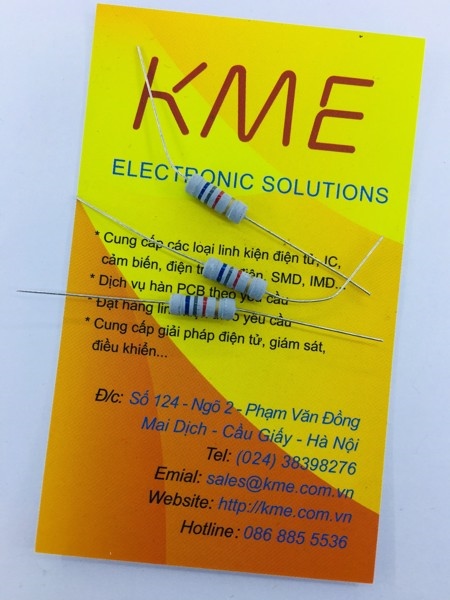 KME
ELECTRONIC SOLUTIONS
* Cung cấp các loại linh kiện điện tử, IC,
cảm biến, điện SMD, IMD...
* Dịch vụ hàn PCB theo yêu cầu
* Đặt hàng yêu cầu
* Cung cấp giải pháp điện tử, giám sát,
điều khiển...
Đ/c: Số 124 - Ngõ 2 - Phạm Văn Đồng
Mai Dịch - Cầu Giấy - Hà Nội
Tel: (024) 38398276
Emial: sales@kme.com.vn
Website: http://kme.com.vn
Hotline: 086 885 5536